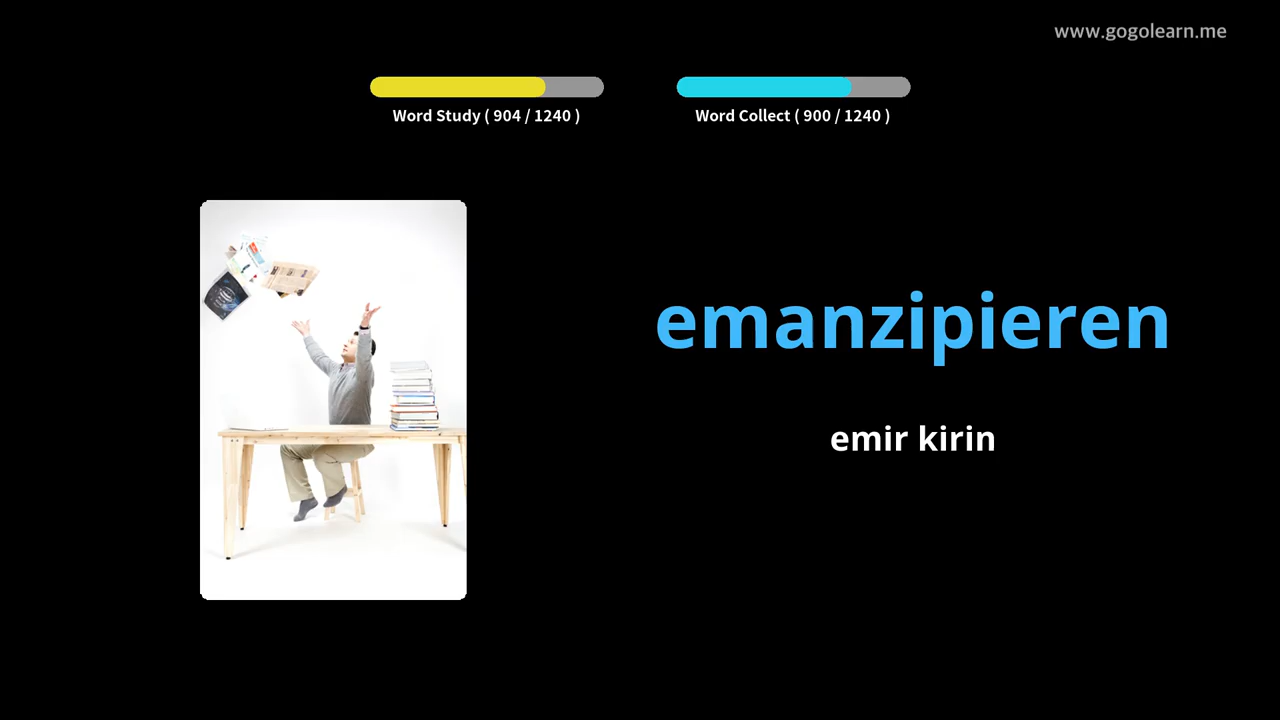 www.gogolearn.me
Word Study ( 904 / 1240 )
Word Collect ( 900 / 1240 )
emanzipieren
emir kirin